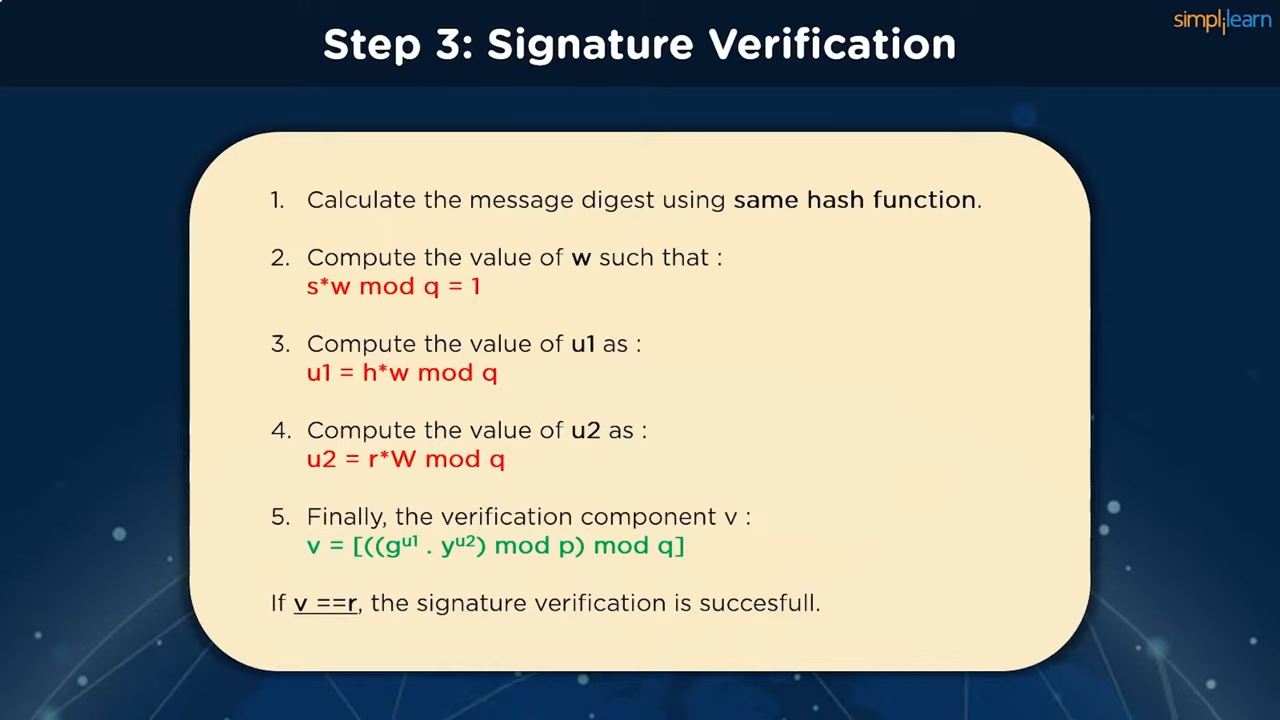 simplilearn
Step 3: Signature Verification
1. Calculate the message digest using same hash function.
2. Compute the value of w such that :
s*w mod q = 1
3. Compute the value of u1 as :
u1 = h*w mod q
4. Compute the value of u2 as :
u2 = r*W mod q
5. Finally, the verification component v :
v = [((gᵘ¹ . yᵘ²) mod p) mod q]
If v ==r, the signature verification is succesfull.